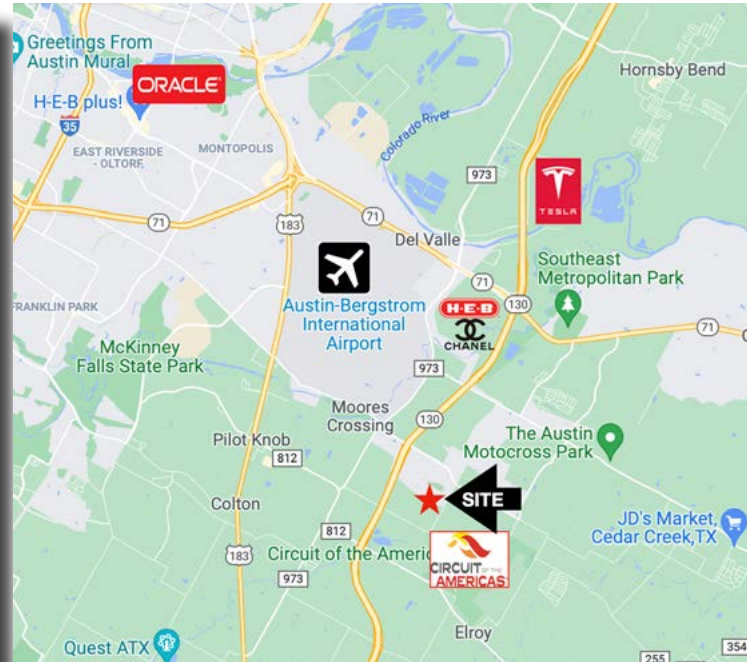 Greetings From
Austin Mural
ORACLE
H-E-B plus!
35
EAST RIVERSIDE
- OLTORF
MONTOPOLIS
Colorado River
Hornsby Bend
973
TESLA
71
183
71
Del Valle
Southeast
Metropolitan Park
71
130
H-E-B
CHANEL
71
Austin-Bergstrom
International
Airport
FRANKLIN PARK
McKinney
Falls State Park
973
Moores
Crossing
130
Pilot Knob
812
The Austin
Motocross Park
SITE
Colton
812
JD's Market,
Cedar Creek,TX
183
Circuit of the Americ
CIRCUIT OF THE
AMERICAS
973
Elroy
Quest ATX
255
354